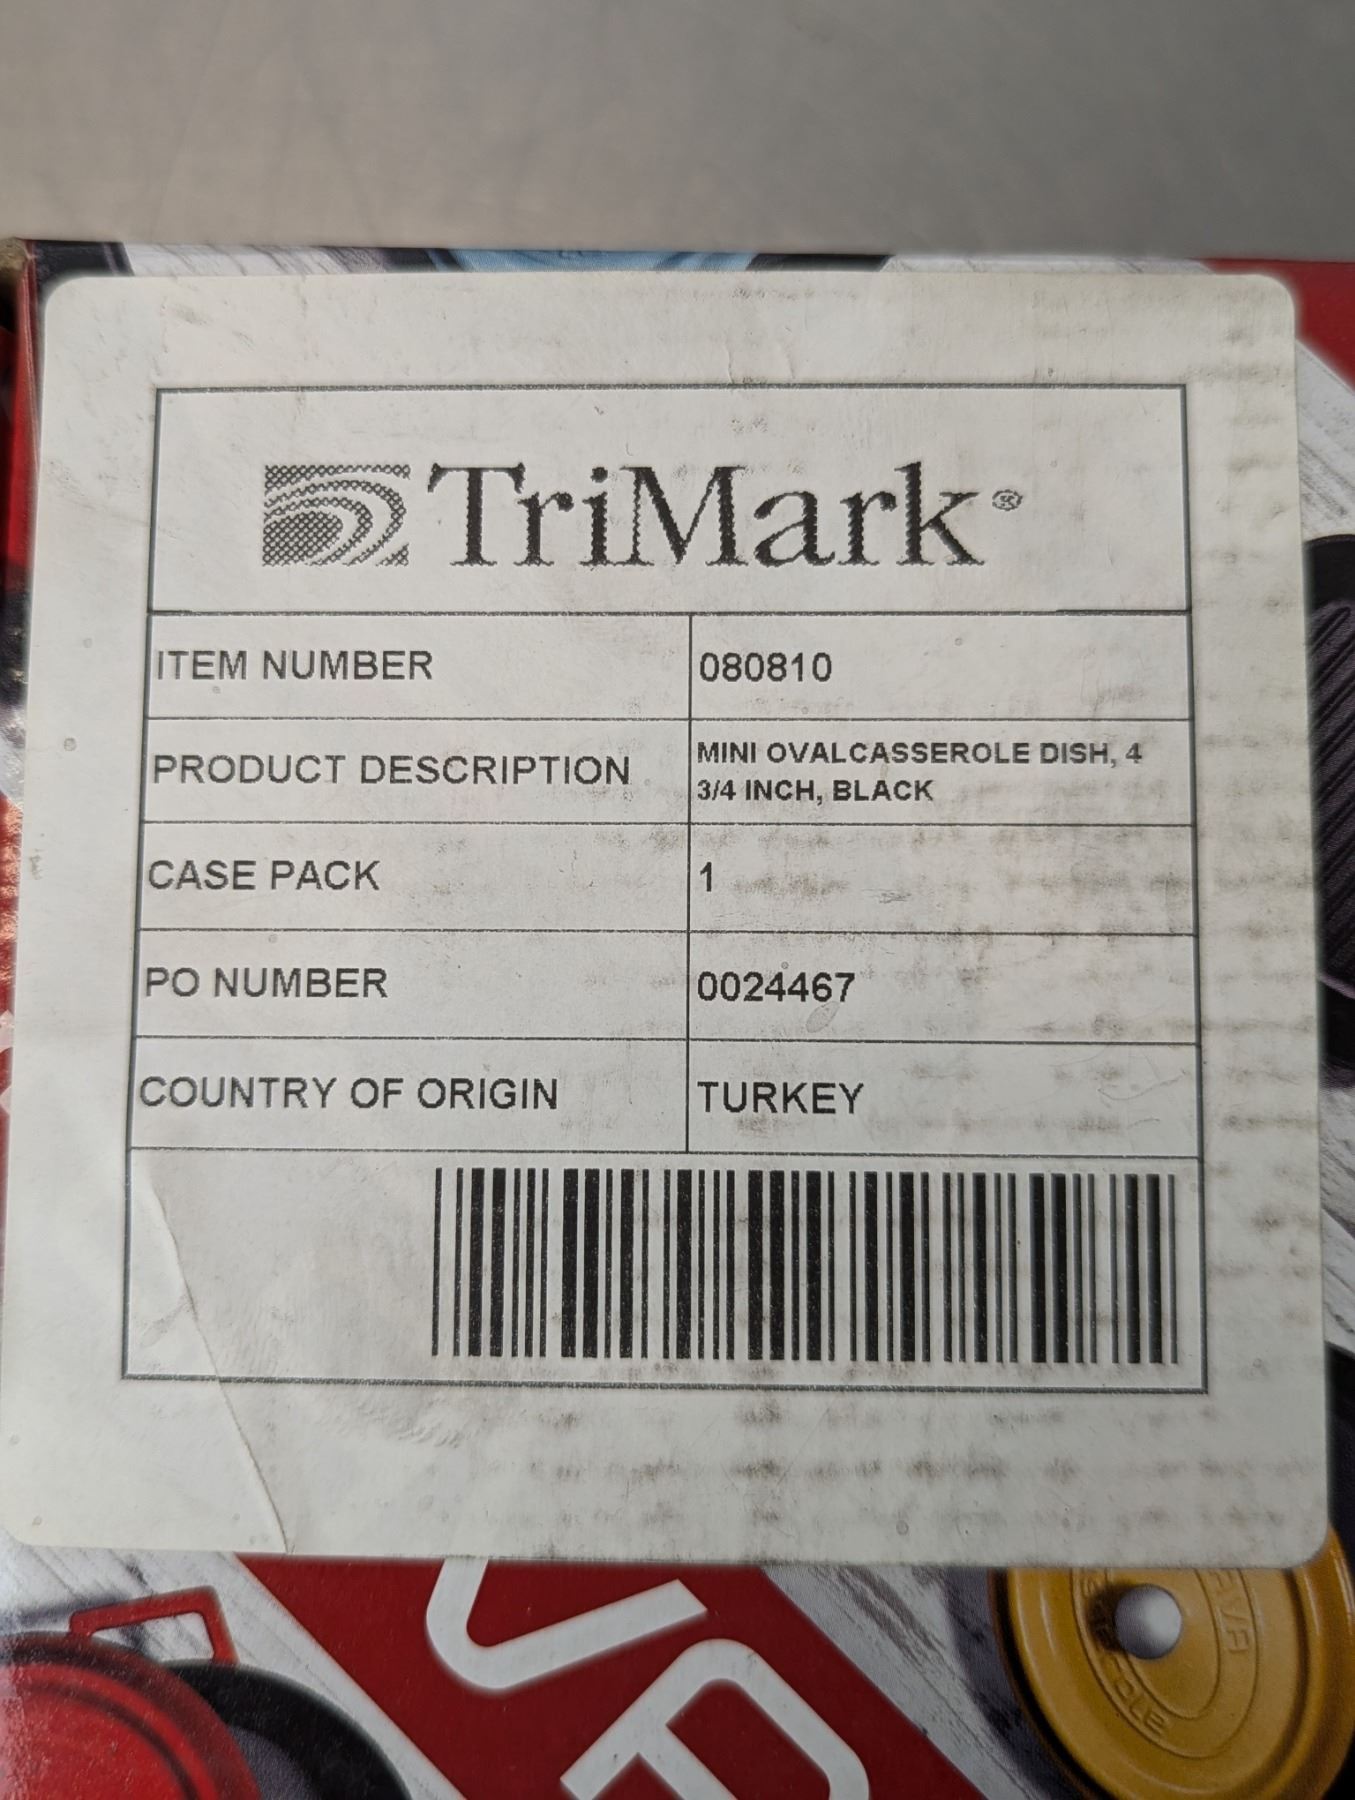 TriMark®
ITEM NUMBER 080810
PRODUCT DESCRIPTION MINI OVALCASSEROLE DISH, 4
3/4 INCH, BLACK
CASE PACK 1
PO NUMBER 0024467
COUNTRY OF ORIGIN TURKEY